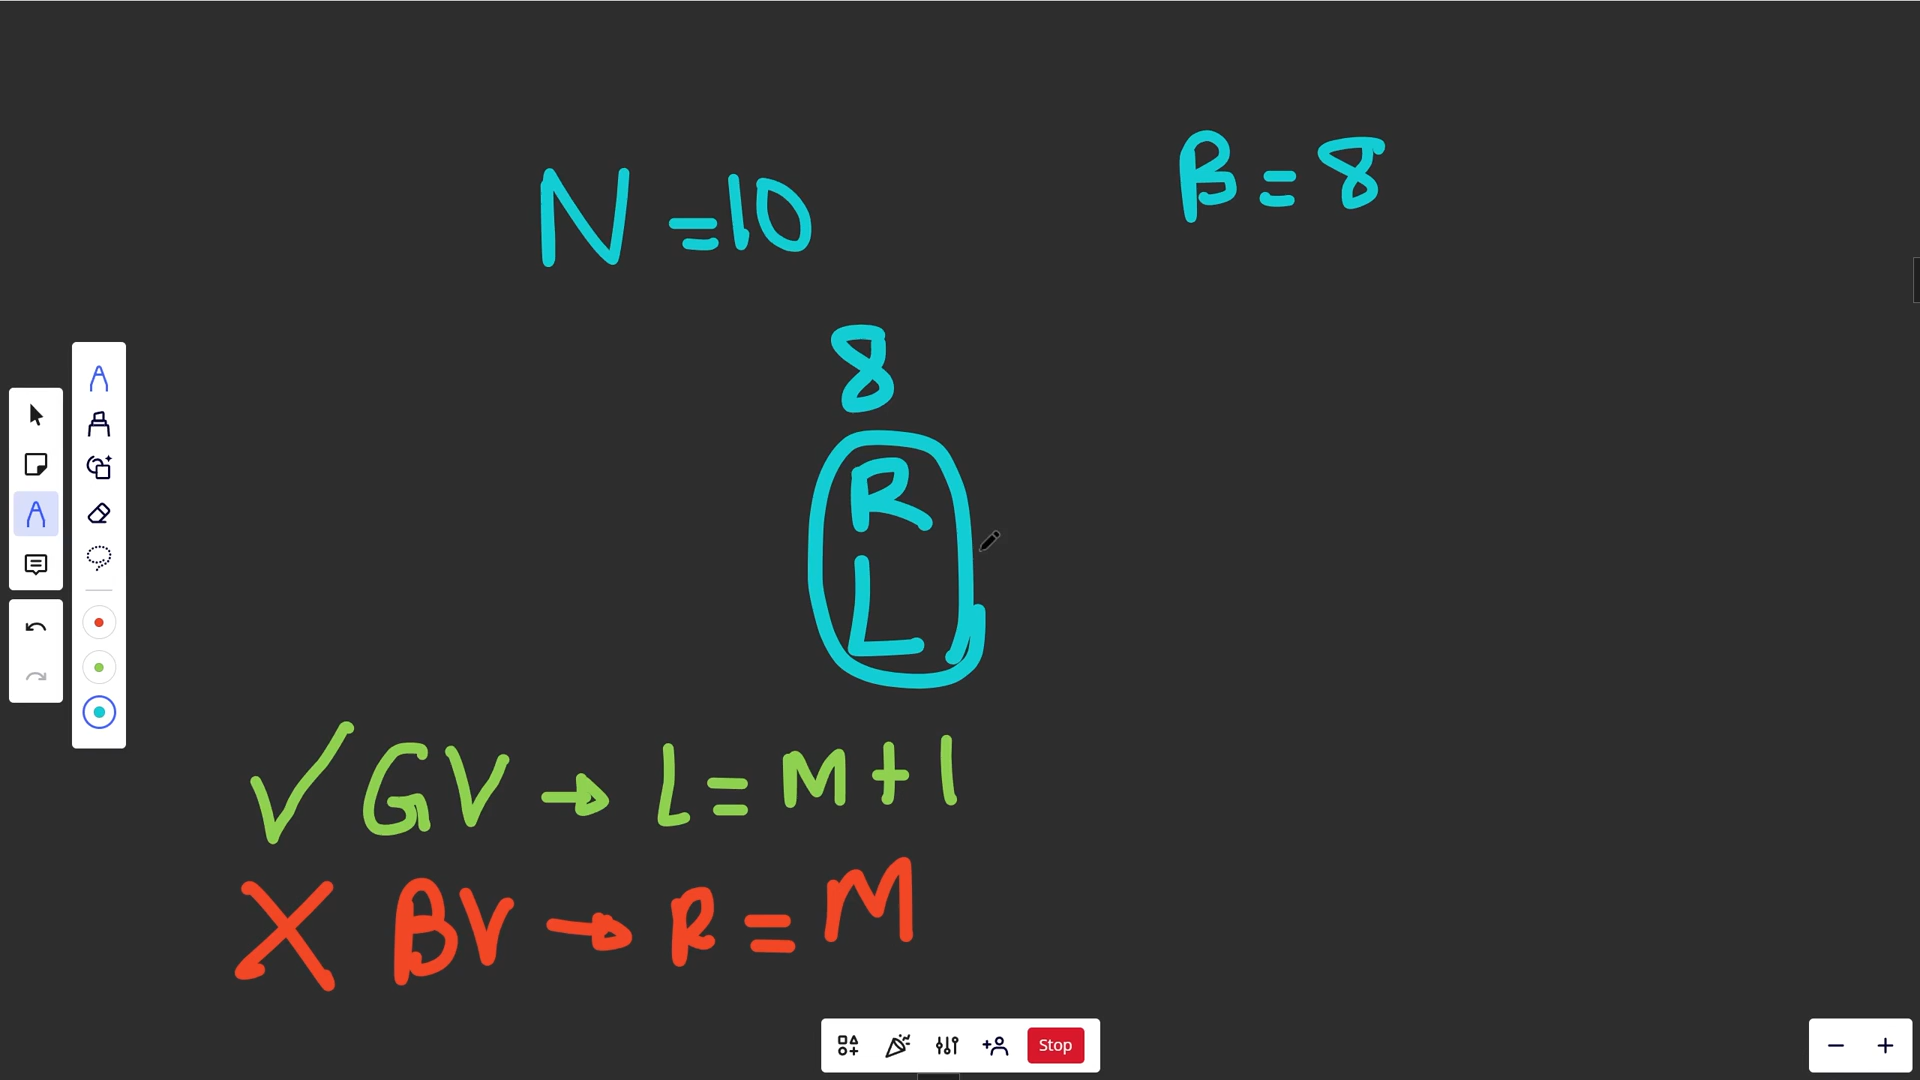 N =10
B = 8
8
R
L
✓ GV → L = M + 1
X BV → R = M
Stop